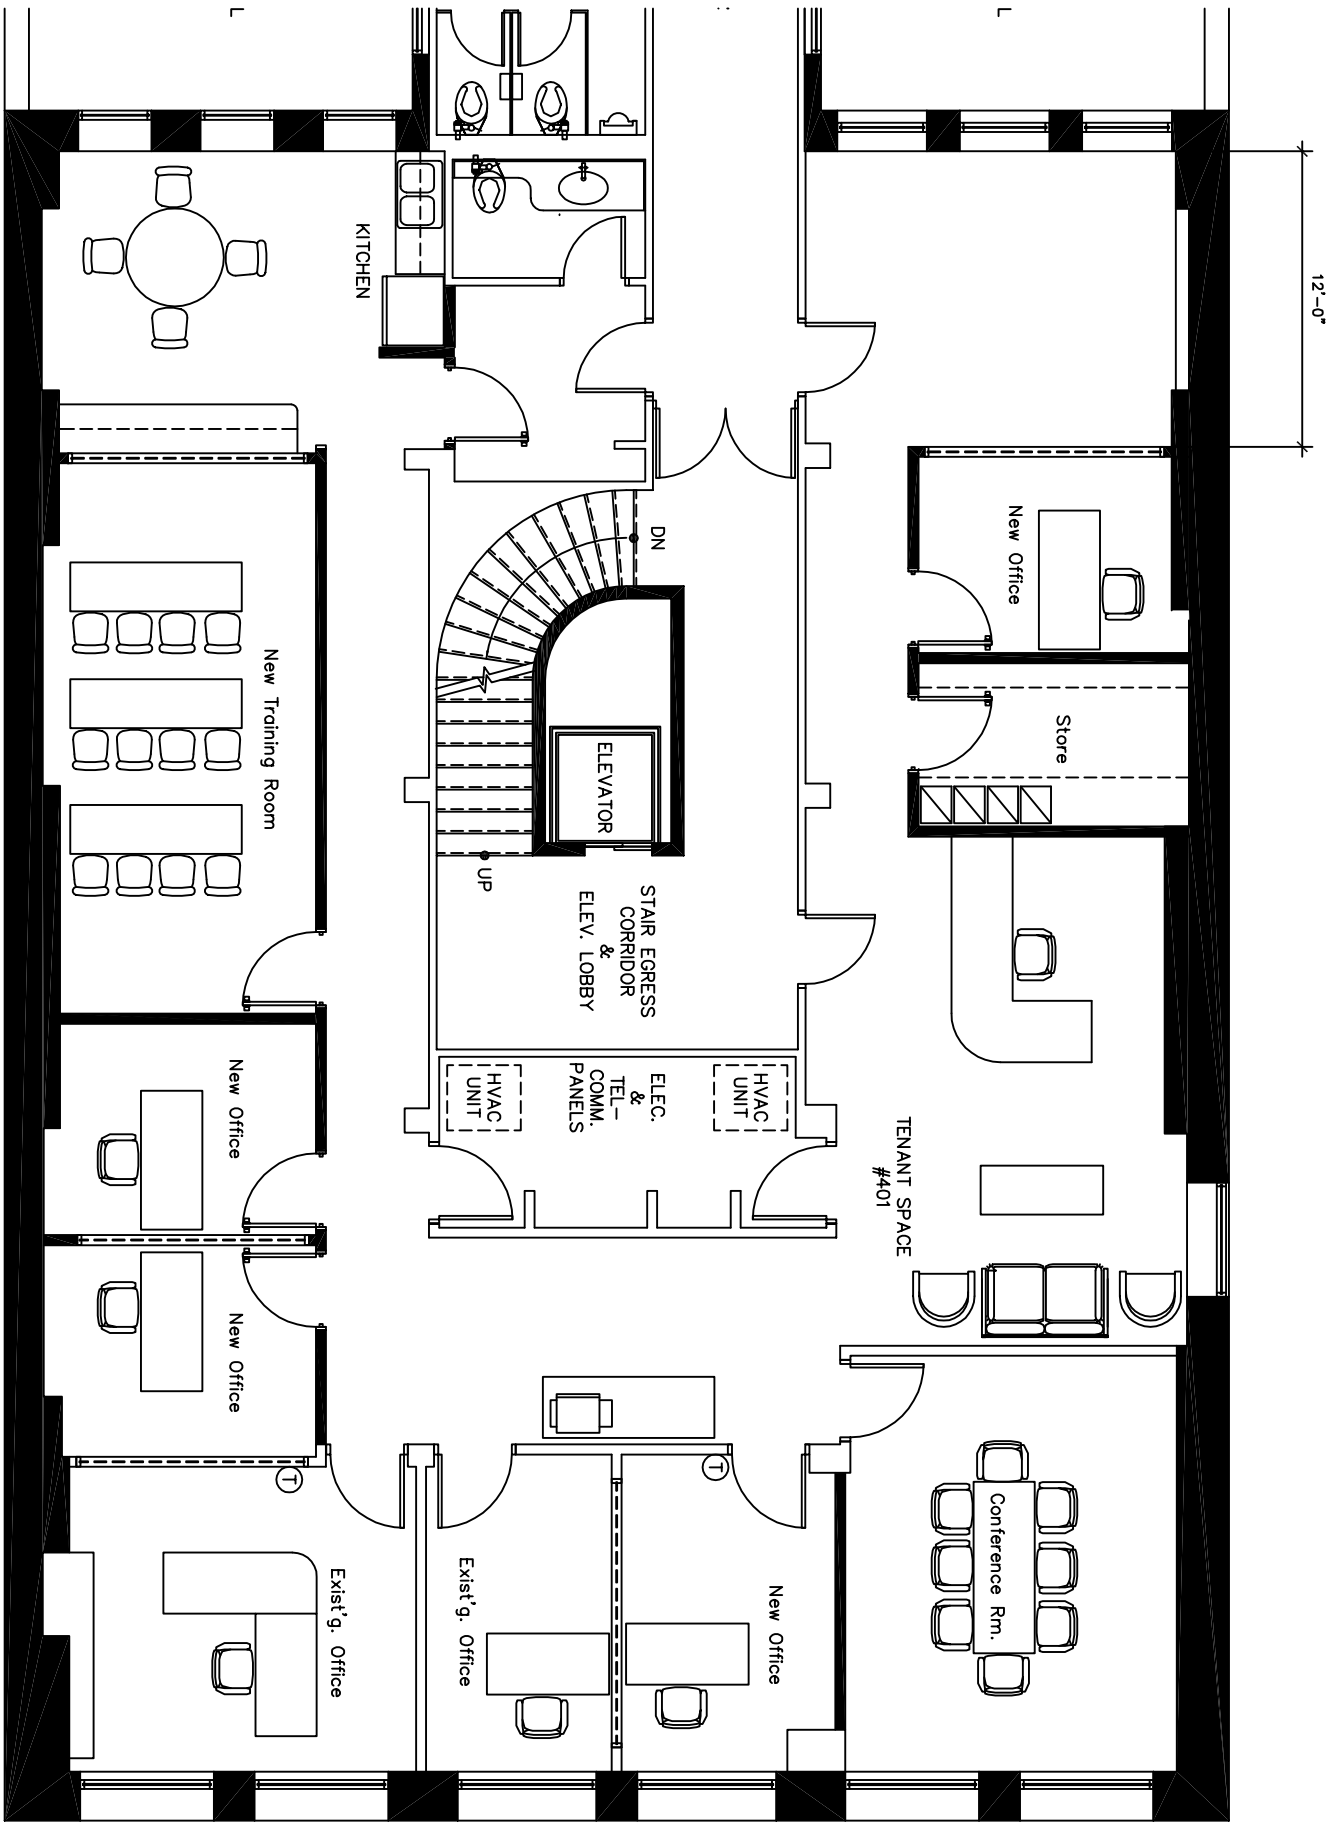 12'-0"
KITCHEN
New Office
DN
Store
New Training Room
ELEVATOR
UP
STAIR EGRESS
CORRIDOR
&
ELEV. LOBBY
HVAC
UNIT
ELEC.
&
TEL-
COMM.
PANELS
HVAC
UNIT
TENANT SPACE
#401
New Office
New Office
T
T
Conference Rm.
Exist'g. Office
Exist'g. Office
New Office